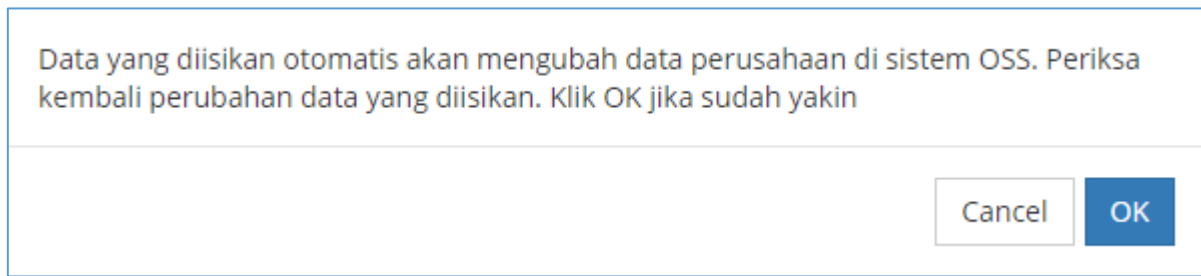 Data yang diisikan otomatis akan mengubah data perusahaan di sistem OSS. Periksa
kembali perubahan data yang diisikan. Klik OK jika sudah yakin
Cancel
OK